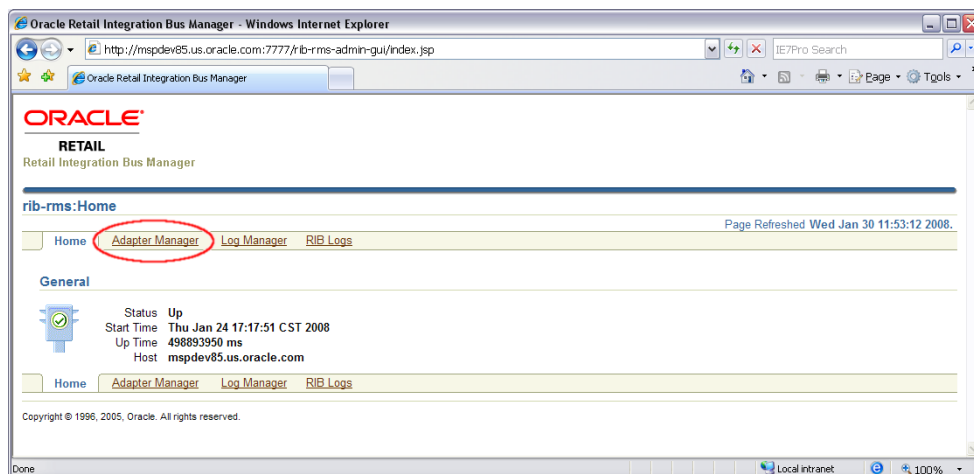 Oracle Retail Integration Bus Manager - Windows Internet Explorer
http://mspdev85.us.oracle.com:7777/rib-rms-admin-gui/index.jsp
IE7Pro Search
Oracle Retail Integration Bus Manager
Page
Tools
ORACLE
RETAIL
Retail Integration Bus Manager
rib-rms:Home
Page Refreshed Wed Jan 30 11:53:12 2008.
Home Adapter Manager Log Manager RIB Logs
General
Status Up
Start Time Thu Jan 24 17:17:51 CST 2008
Up Time 498893950 ms
Host mspdev85.us.oracle.com
Home Adapter Manager Log Manager RIB Logs
Copyright © 1996, 2005, Oracle. All rights reserved.
Done
Local intranet
100%